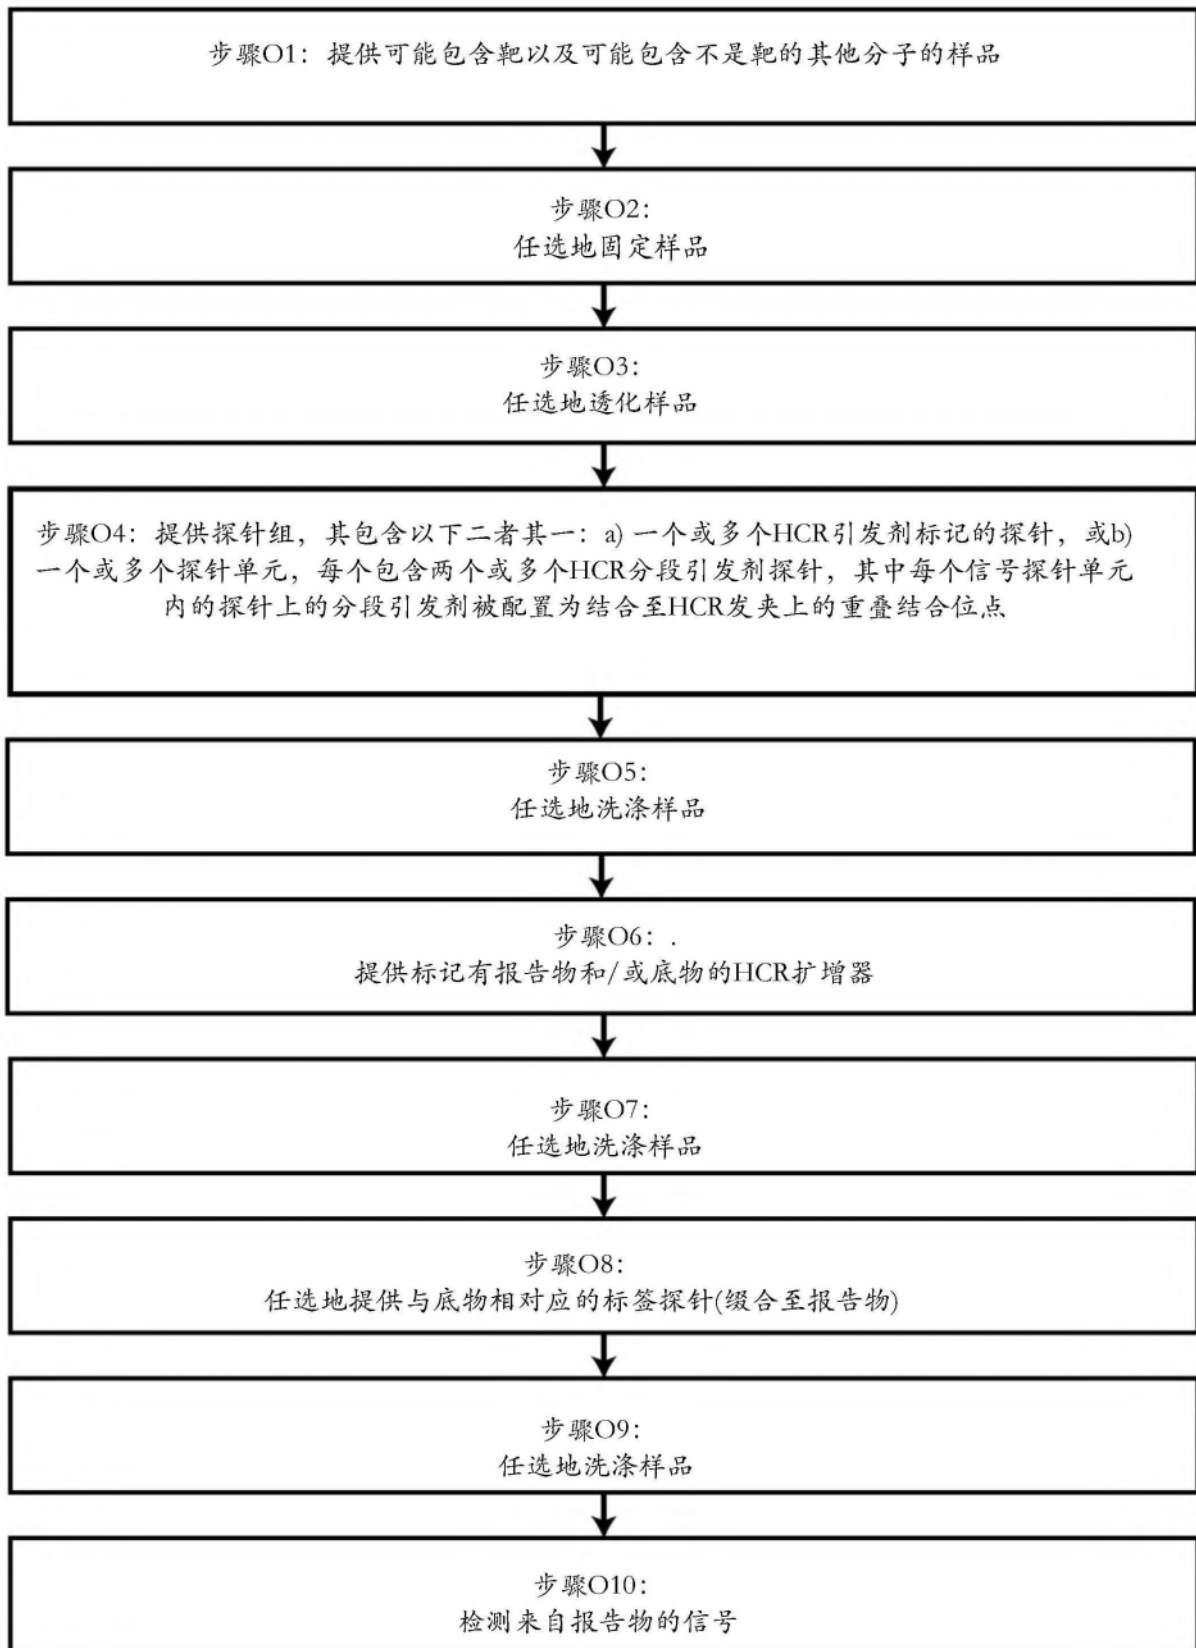 步骤O1：提供可能包含靶以及可能包含不是靶的其他分子的样品
步骤O2：
任选地固定样品
步骤O3：
任选地透化样品
步骤O4：提供探针组，其包含以下二者其一：a) 一个或多个HCR引发剂标记的探针，或b)
一个或多个探针单元，每个包含两个或多个HCR分段引发剂探针，其中每个信号探针单元
内的探针上的分段引发剂被配置为结合至HCR发夹上的重叠结合位点
步骤O5：
任选地洗涤样品
步骤O6：.
提供标记有报告物和/或底物的HCR扩增器
步骤O7：
任选地洗涤样品
步骤O8：
任选地提供与底物相对应的标签探针(缀合至报告物)
步骤O9：
任选地洗涤样品
步骤O10：
检测来自报告物的信号